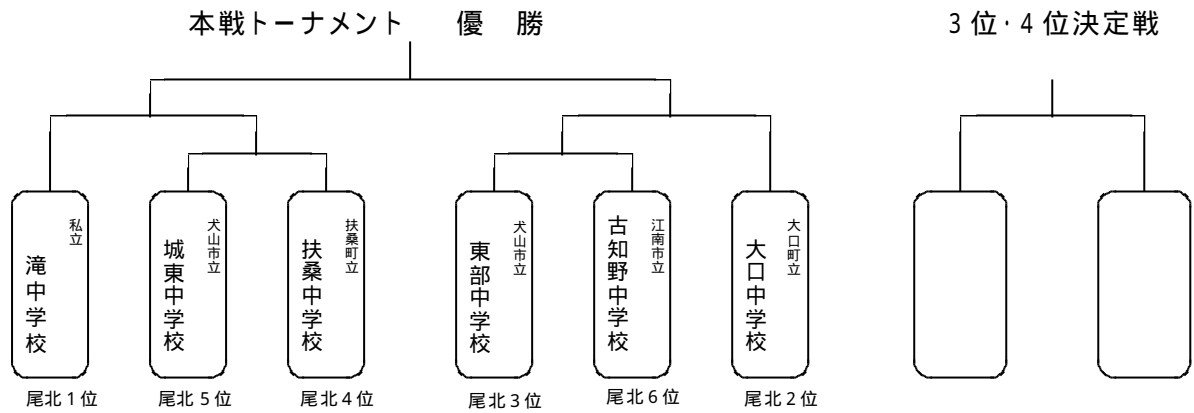 本戦トーナメント 優 勝
3位・4位決定戦
私立
滝中学校
犬山市立
城東中学校
扶桑町立
扶桑中学校
犬山市立
東部中学校
江南市立
古知野中学校
大口町立
大口中学校
尾北1位
尾北5位
尾北4位
尾北3位
尾北6位
尾北2位